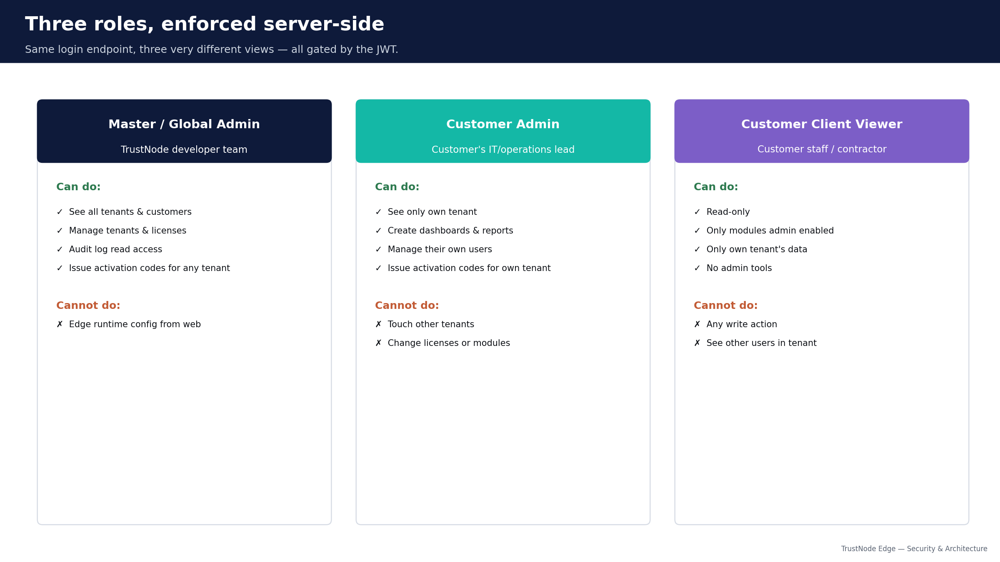 Three roles, enforced server-side
Same login endpoint, three very different views — all gated by the JWT.
Master / Global Admin
TrustNode developer team
Can do:
✓ See all tenants & customers
✓ Manage tenants & licenses
✓ Audit log read access
✓ Issue activation codes for any tenant
Cannot do:
✗ Edge runtime config from web
Customer Admin
Customer's IT/operations lead
Can do:
✓ See only own tenant
✓ Create dashboards & reports
✓ Manage their own users
✓ Issue activation codes for own tenant
Cannot do:
✗ Touch other tenants
✗ Change licenses or modules
Customer Client Viewer
Customer staff / contractor
Can do:
✓ Read-only
✓ Only modules admin enabled
✓ Only own tenant's data
✓ No admin tools
Cannot do:
✗ Any write action
✗ See other users in tenant
TrustNode Edge — Security & Architecture